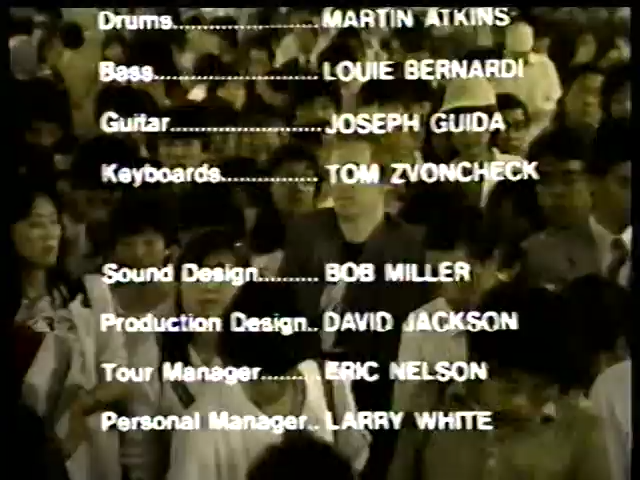 Drums.................... MARTIN ATKINS
Bass...................... LOUIE BERNARDI
Guitar..................... JOSEPH GUIDA
Keyboards............. TOM ZVONCHECK
Sound Design......... BOB MILLER
Production Design.. DAVID JACKSON
Tour Manager........ ERIC NELSON
Personal Manager.. LARRY WHITE